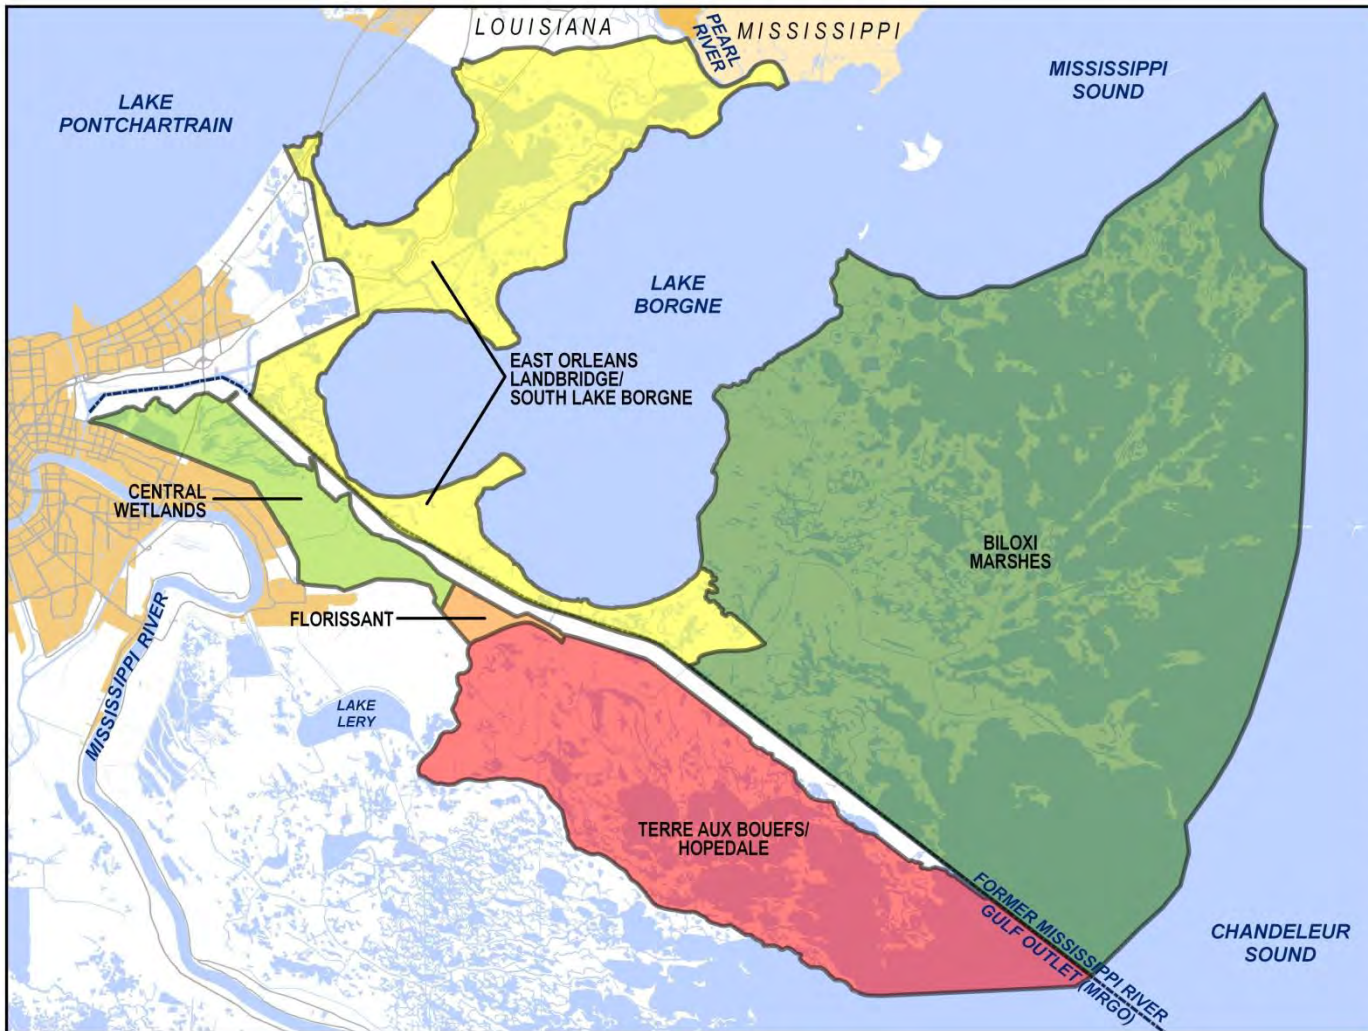 LOUISIANA
PEARL
RIVER
MISSISSIPPI
LAKE
PONTCHARTRAIN
MISSISSIPPI
SOUND
LAKE
BORGNE
EAST ORLEANS
LANDBRIDGE/
SOUTH LAKE BORGNE
CENTRAL
WETLANDS
BILOXI
MARSHES
FLORISSANT
MISSISSIPPI RIVER
LAKE
LERY
TERRE AUX BOUEFS/
HOPEDALE
FORMER MISSISSIPPI RIVER
GULF OUTLET (MRGO)
CHANDELEUR
SOUND